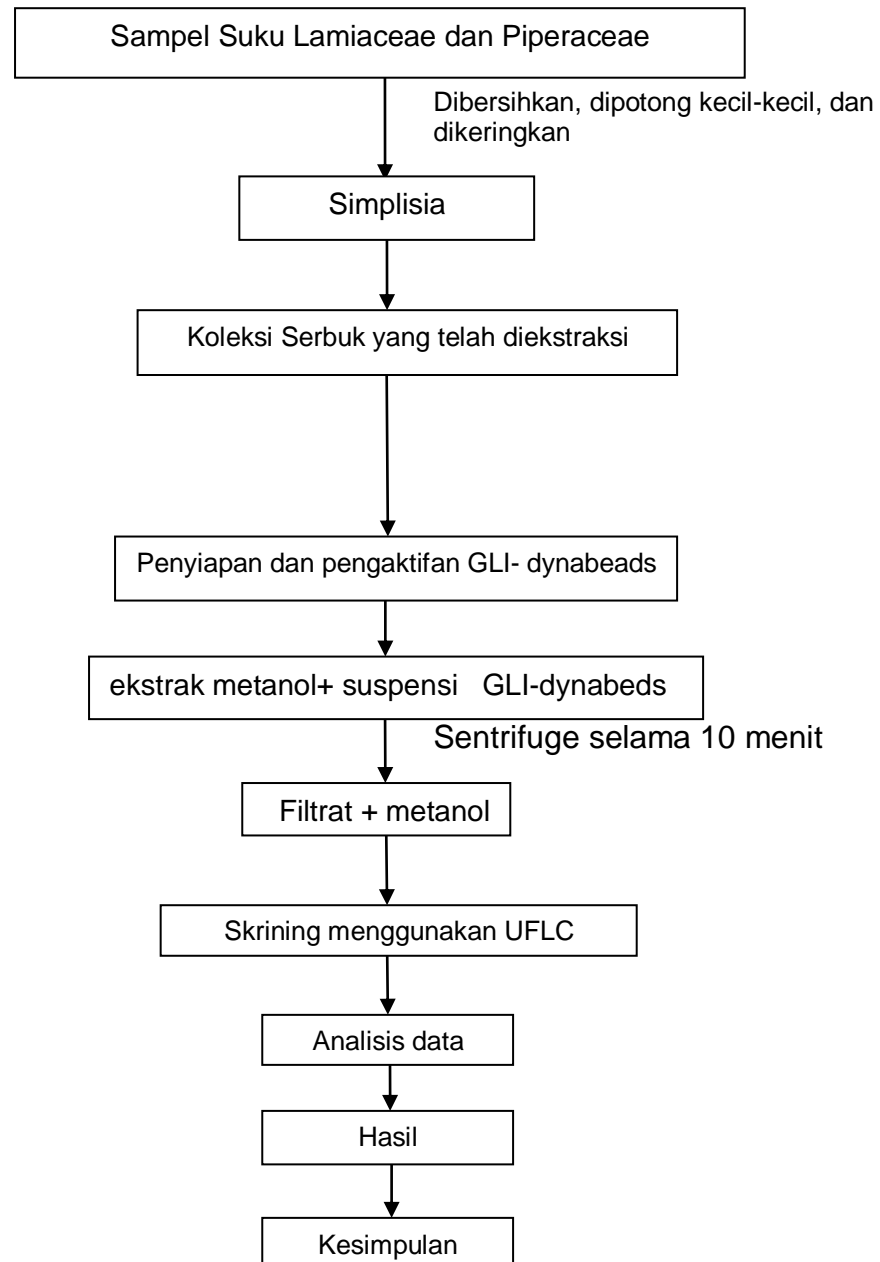 Sampel Suku Lamiaceae dan Piperaceae
Dibersihkan, dipotong kecil-kecil, dan
dikeringkan
Simplisia
Koleksi Serbuk yang telah diekstraksi
Penyiapan dan pengaktifan GLI- dynabeads
ekstrak metanol+ suspensi GLI-dynabeds
Sentrifuge selama 10 menit
Filtrat + metanol
Skrining menggunakan UFLC
Analisis data
Hasil
Kesimpulan